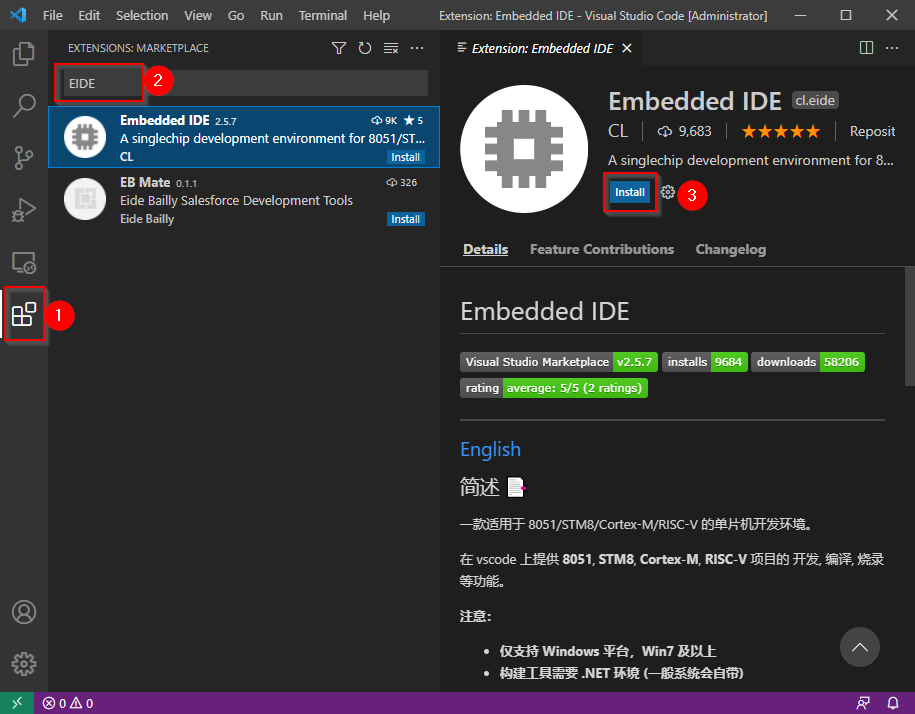 File Edit Selection View Go Run Terminal Help Extension: Embedded IDE - Visual Studio Code [Administrator]
EXTENSIONS: MARKETPLACE
EIDE
2
Embedded IDE 2.5.7 9K 5
A singlechip development environment for 8051/ST...
CL Install
EB Mate 0.1.1 326
Eide Bailly Salesforce Development Tools
Eide Bailly Install
1
Extension: Embedded IDE
Embedded IDE cl.eide
CL 9,683 Reposit
A singlechip development environment for 8...
Install 3
Details Feature Contributions Changelog
Embedded IDE
Visual Studio Marketplace v2.5.7 installs 9684 downloads 58206
rating average: 5/5 (2 ratings)
English
简述
一款适用于 8051/STM8/Cortex-M/RISC-V 的单片机开发环境。
在 vscode 上提供 8051, STM8, Cortex-M, RISC-V 项目的 开发, 编译, 烧录
等功能。
注意:
仅支持 Windows 平台，Win7 及以上
构建工具需要 .NET 环境 (一般系统会自带)
0 0